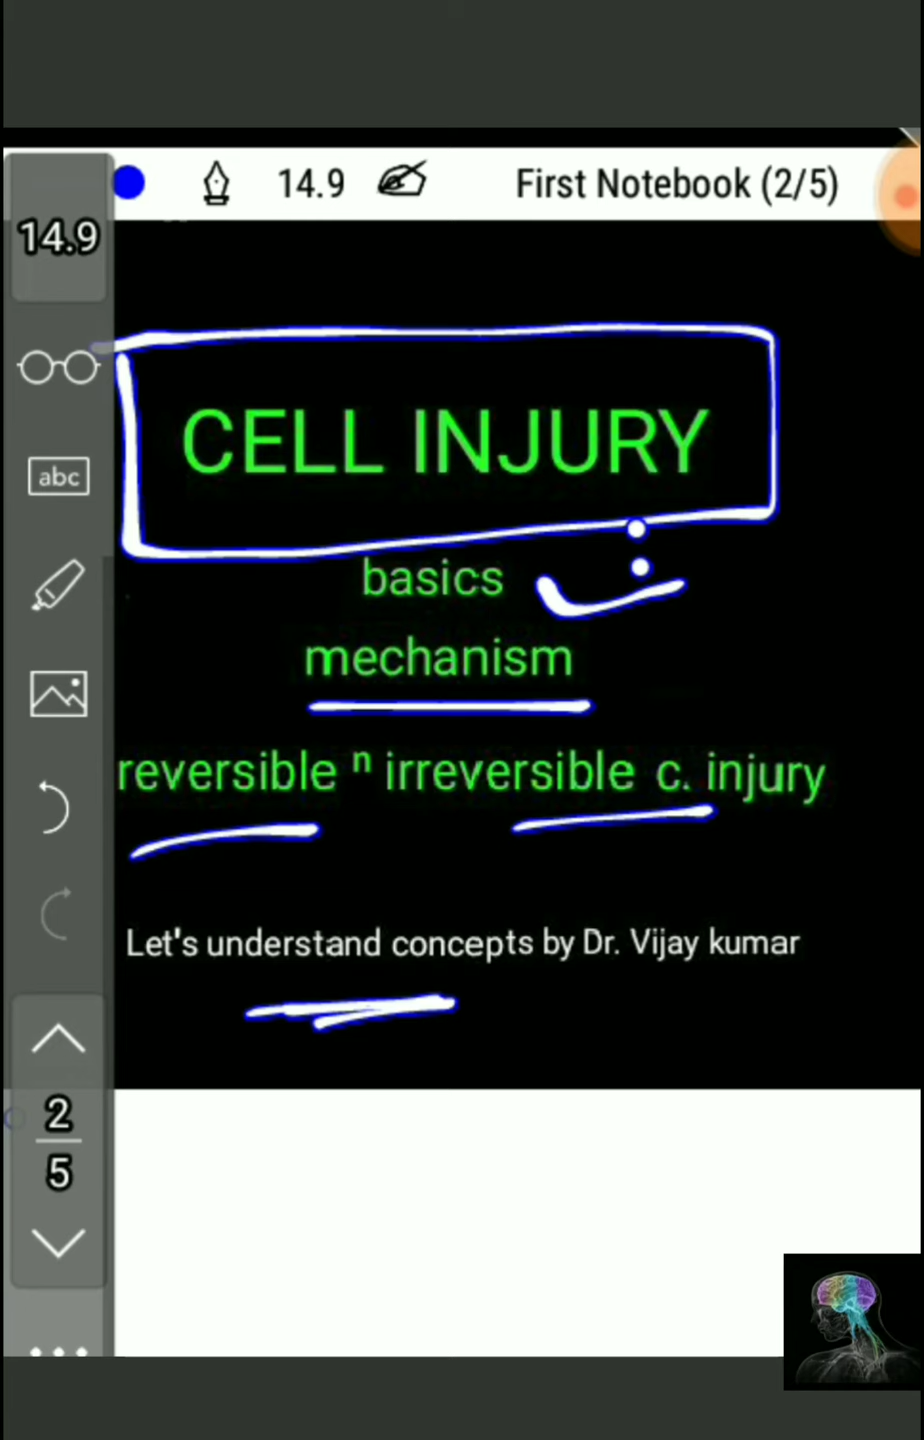 14.9 First Notebook (2/5)
14.9
abc
CELL INJURY
basics
mechanism
reversible n irreversible c. injury
Let's understand concepts by Dr. Vijay kumar
2
5